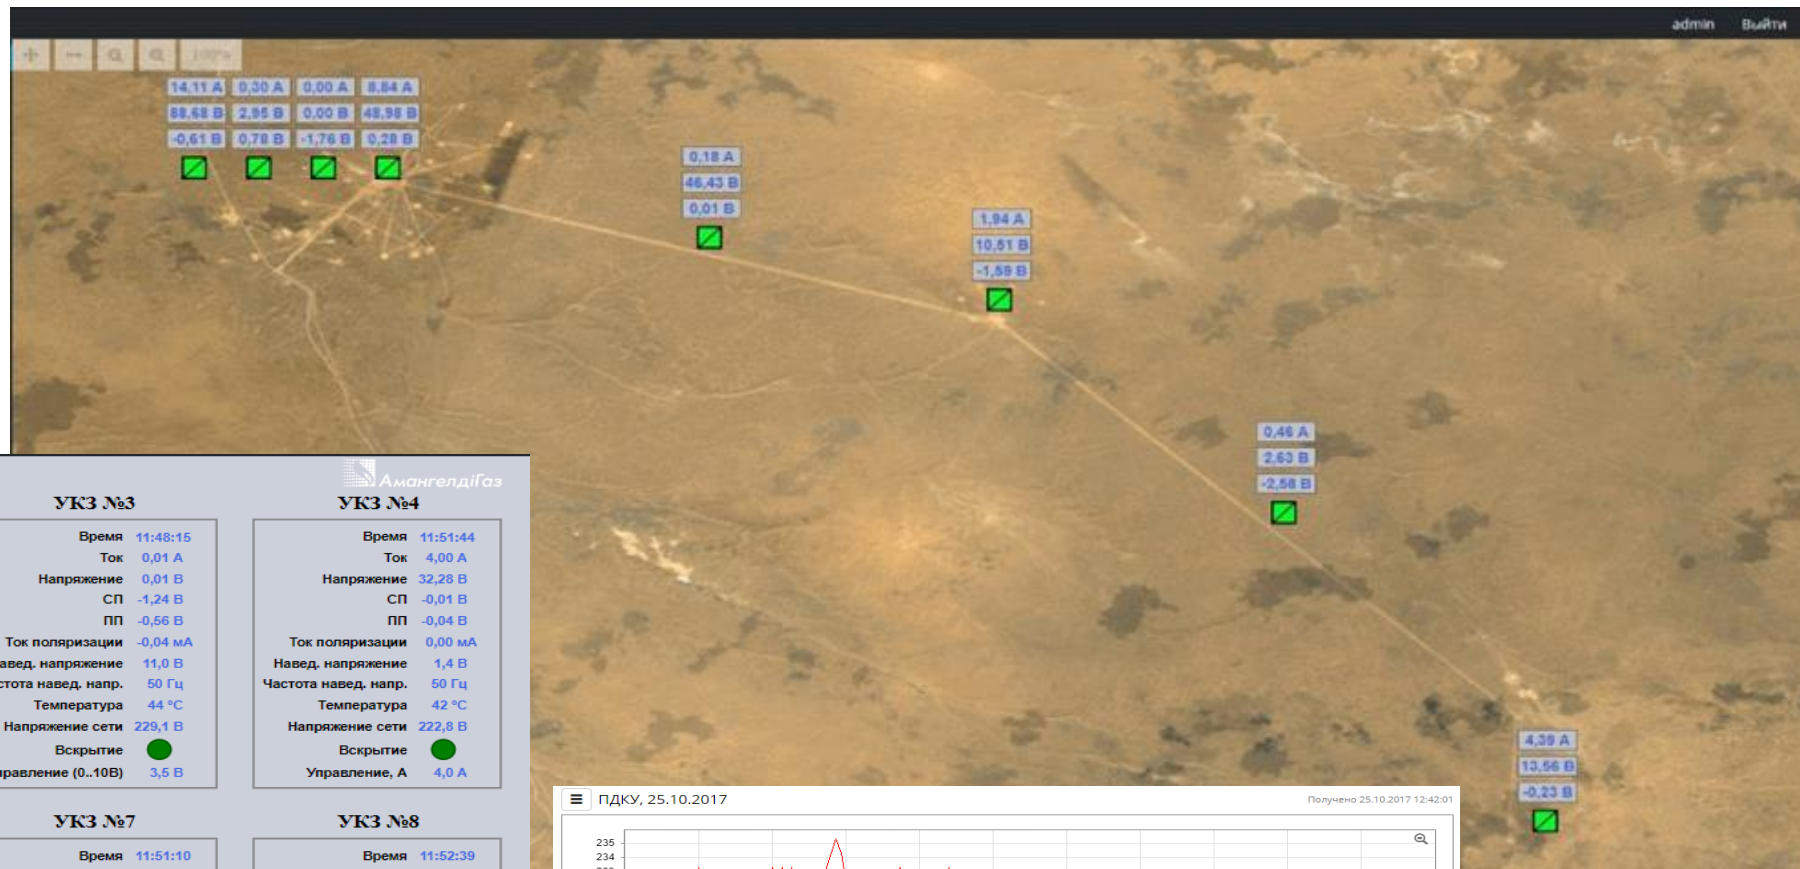 admin Выйти
100%
14,11 А 0,30 А 0,00 А 8,84 А
88,68 В 2,95 В 0,00 В 48,98 В
-0,61 В 0,78 В -1,76 В 0,28 В
0,18 А
46,43 В
0,01 В
1,94 А
10,51 В
-1,59 В
0,46 А
2,63 В
-2,58 В
4,39 А
13,56 В
-0,23 В
АмангелдіГаз
УКЗ №3
Время 11:48:15
Ток 0,01 А
Напряжение 0,01 В
СП -1,24 В
ПП -0,56 В
Ток поляризации -0,04 мА
авед. напряжение 11,0 В
стота навед. напр. 50 Гц
Температура 44 °С
Напряжение сети 229,1 В
Вскрытие
правление (0..10В) 3,5 В
УКЗ №4
Время 11:51:44
Ток 4,00 А
Напряжение 32,28 В
СП -0,01 В
ПП -0,04 В
Ток поляризации 0,00 мА
Навед. напряжение 1,4 В
Частота навед. напр. 50 Гц
Температура 42 °С
Напряжение сети 222,8 В
Вскрытие
Управление, А 4,0 А
УКЗ №7
Время 11:51:10
УКЗ №8
Время 11:52:39
ПДКУ, 25.10.2017
Получено 25.10.2017 12:42:01
235
234